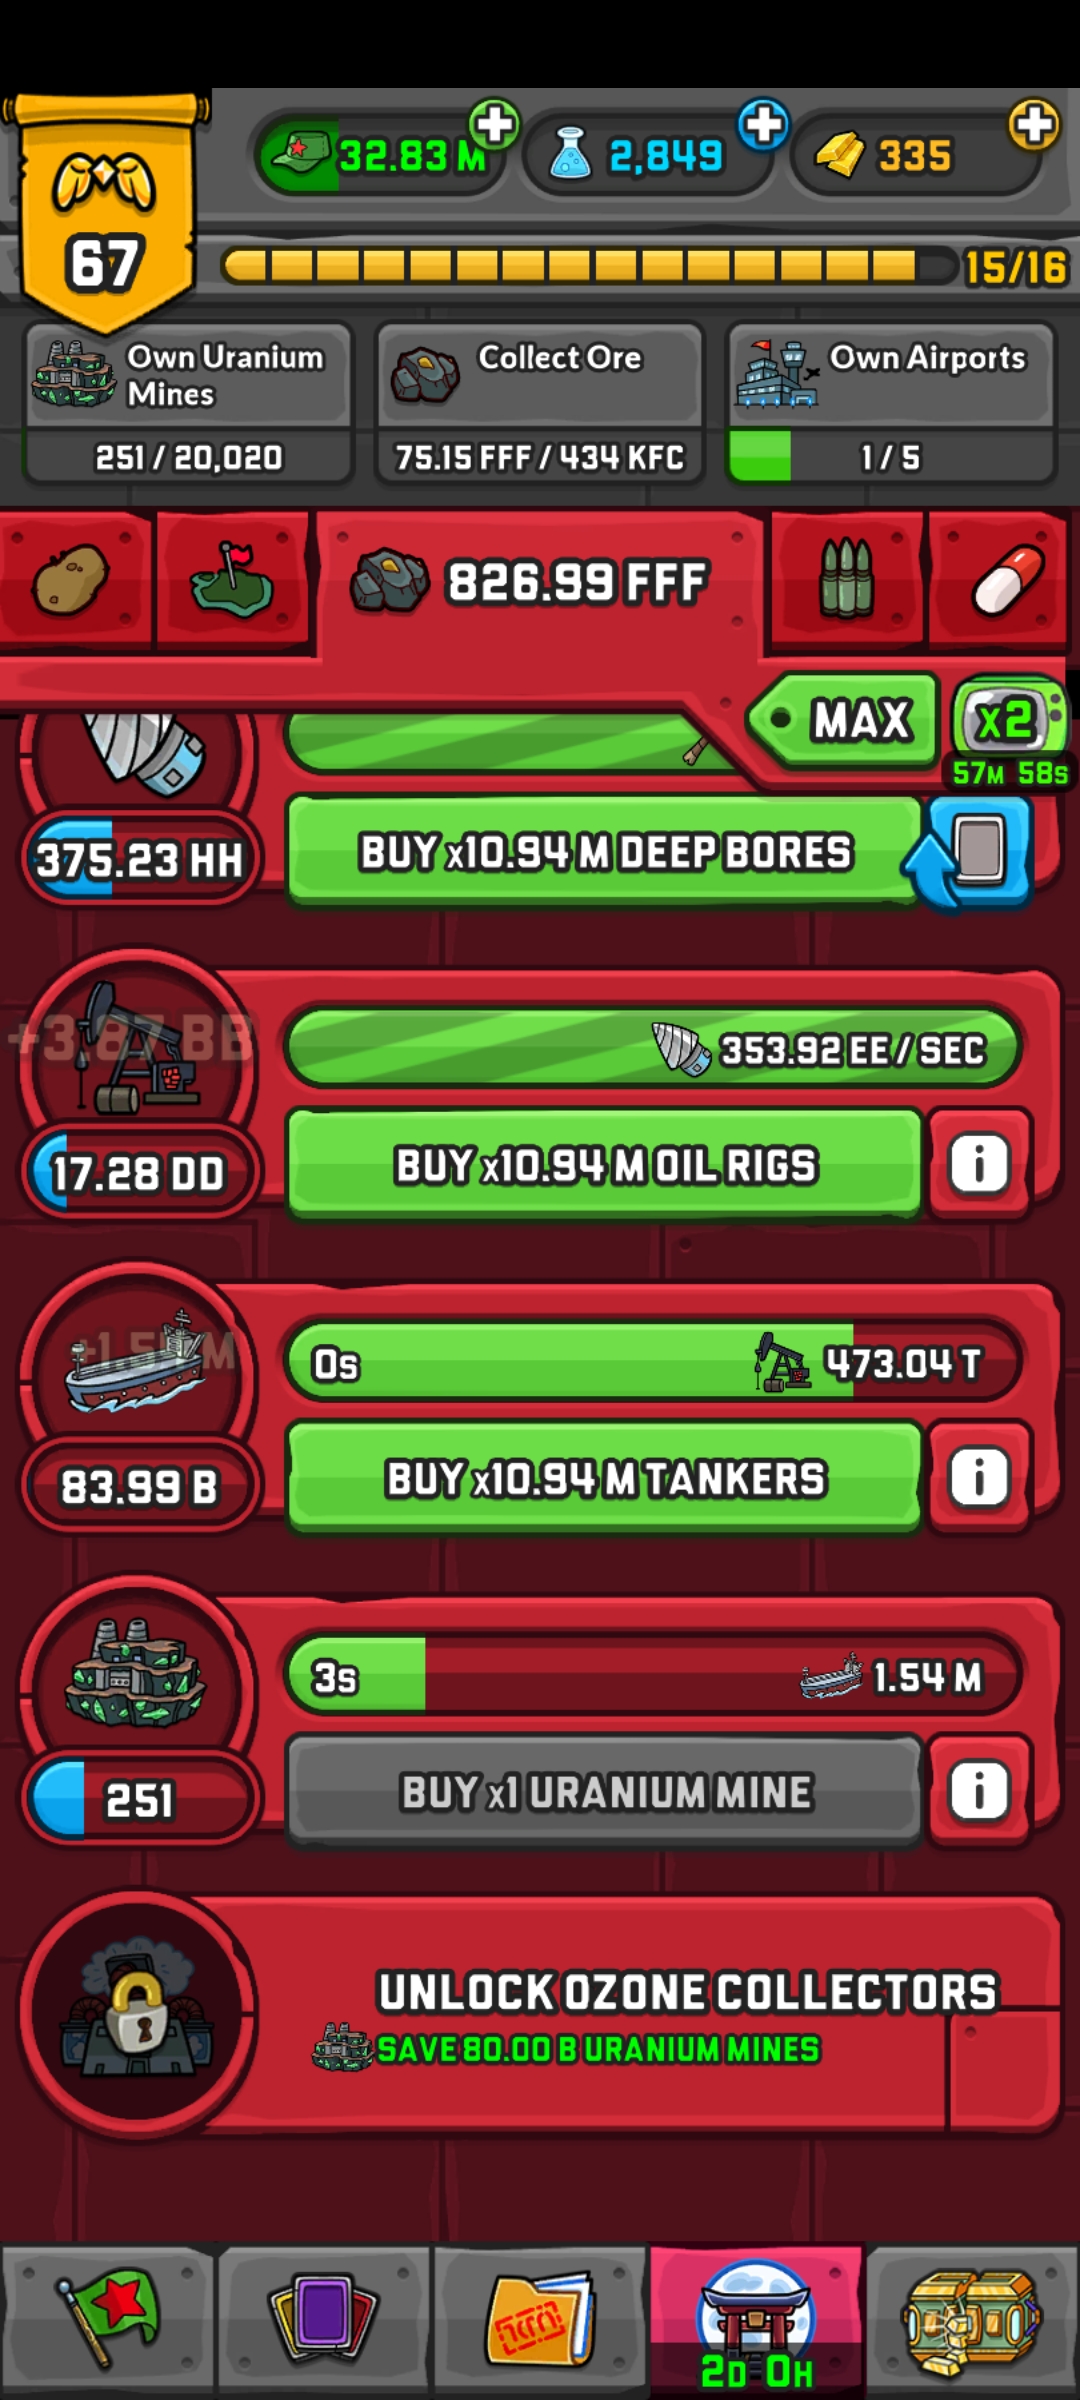 67
32.83 M
2,849
335
15/16
Own Uranium
Mines
251 / 20,020
Collect Ore
75.15 FFF / 434 KFC
Own Airports
1 / 5
826.99 FFF
MAX
x2
57M 58S
375.23 HH
BUY x10.94 M DEEP BORES
+3.87 BB
353.92 EE / SEC
17.28 DD
BUY x10.94 M OIL RIGS
i
0s
473.04 T
83.99 B
BUY x10.94 M TANKERS
i
3s
1.54 M
251
BUY x1 URANIUM MINE
i
UNLOCK OZONE COLLECTORS
SAVE 80.00 B URANIUM MINES
2D 0H